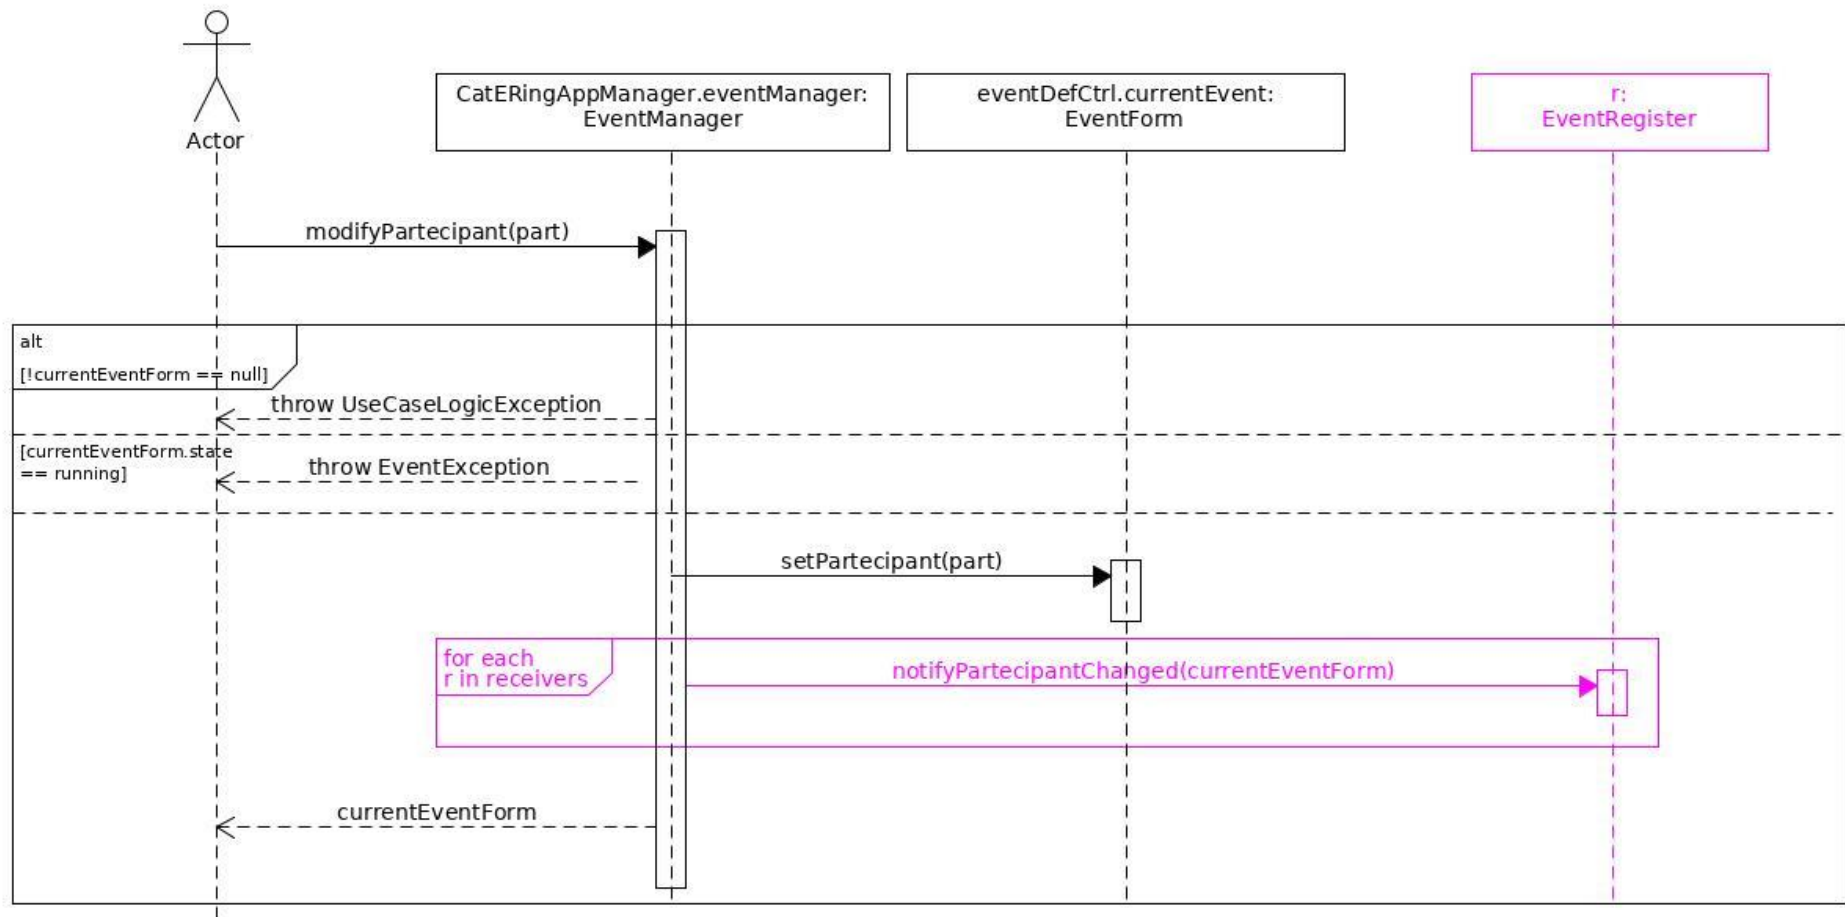 Actor
CatERingAppManager.eventManager:
EventManager
eventDefCtrl.currentEvent:
EventForm
r:
EventRegister
modifyPartecipant(part)
alt
[!currentEventForm == null]
throw UseCaseLogicException
[currentEventForm.state
== running]
throw EventException
setPartecipant(part)
for each
r in receivers
notifyPartecipantChanged(currentEventForm)
currentEventForm